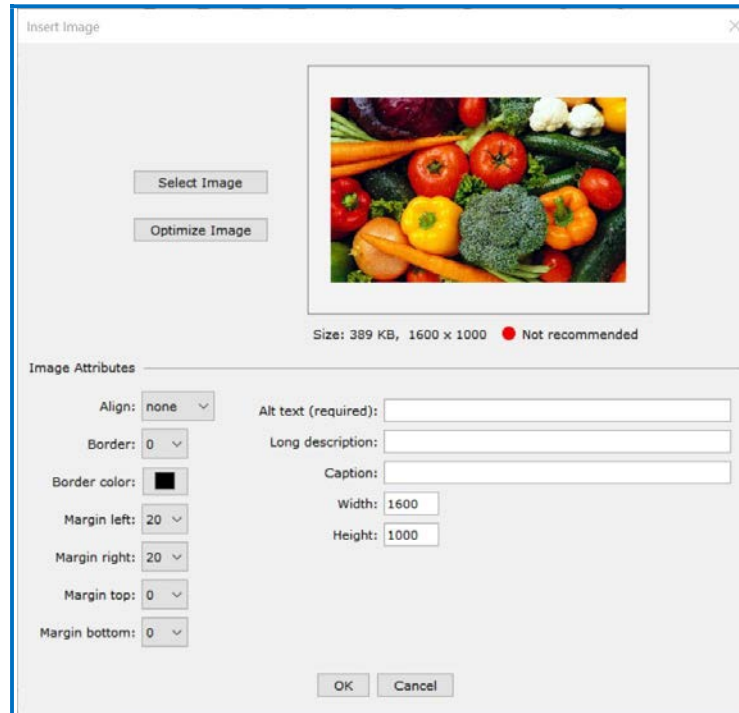 Insert Image
Select Image
Optimize Image
Size: 389 KB, 1600 x 1000 Not recommended
Image Attributes
Align: none
Border: 0
Border color:
Margin left: 20
Margin right: 20
Margin top: 0
Margin bottom: 0
Alt text (required):
Long description:
Caption:
Width: 1600
Height: 1000
OK Cancel